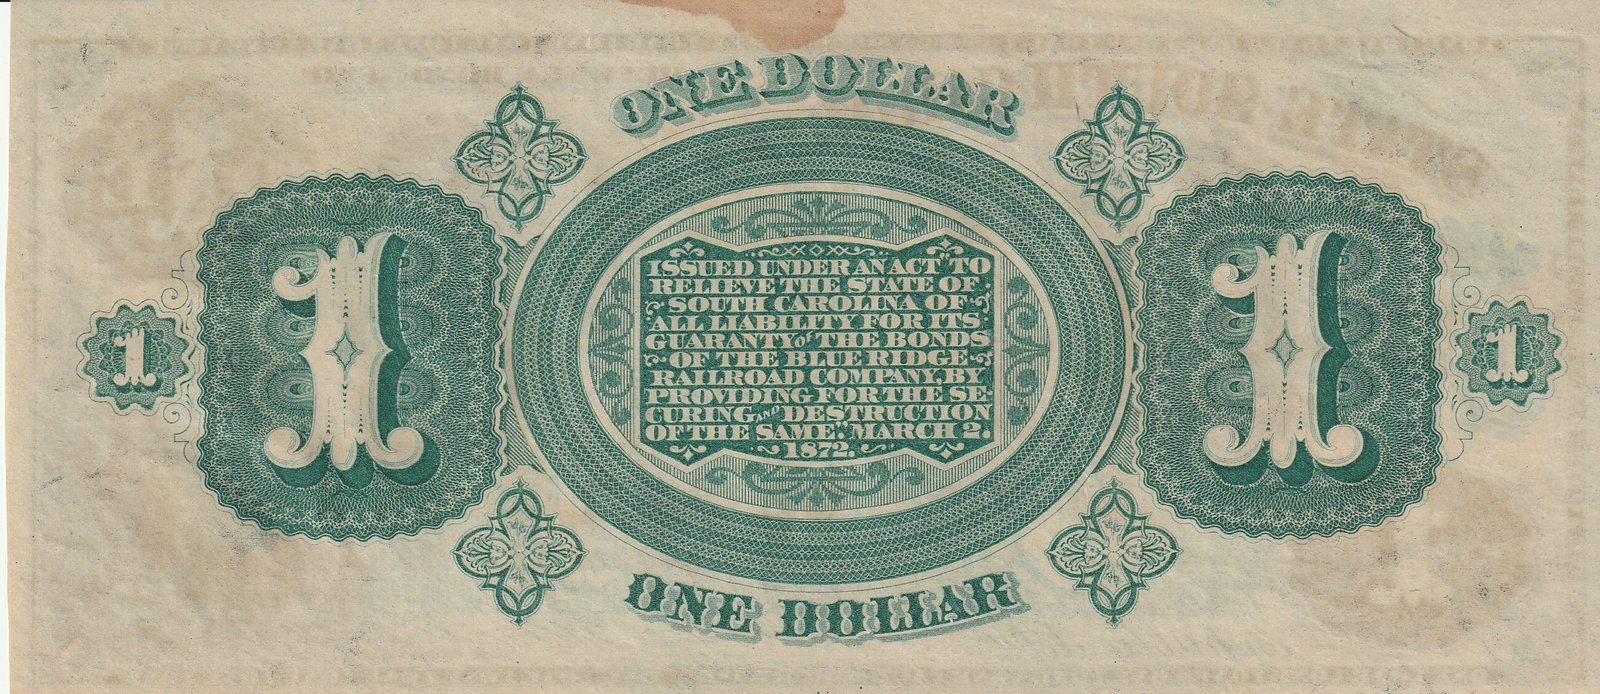 ONE DOLLAR
1
1
ISSUED UNDER AN ACT TO
RELIEVE THE STATE OF
SOUTH CAROLINA OF
ALL LIABILITY FOR ITS
GUARANTY OF THE BONDS
OF THE BLUE RIDGE
RAILROAD COMPANY, BY
PROVIDING FOR THE SE-
CURING AND DESTRUCTION
OF THE SAME. MARCH 2.
1872.
1
1
ONE DOLLAR